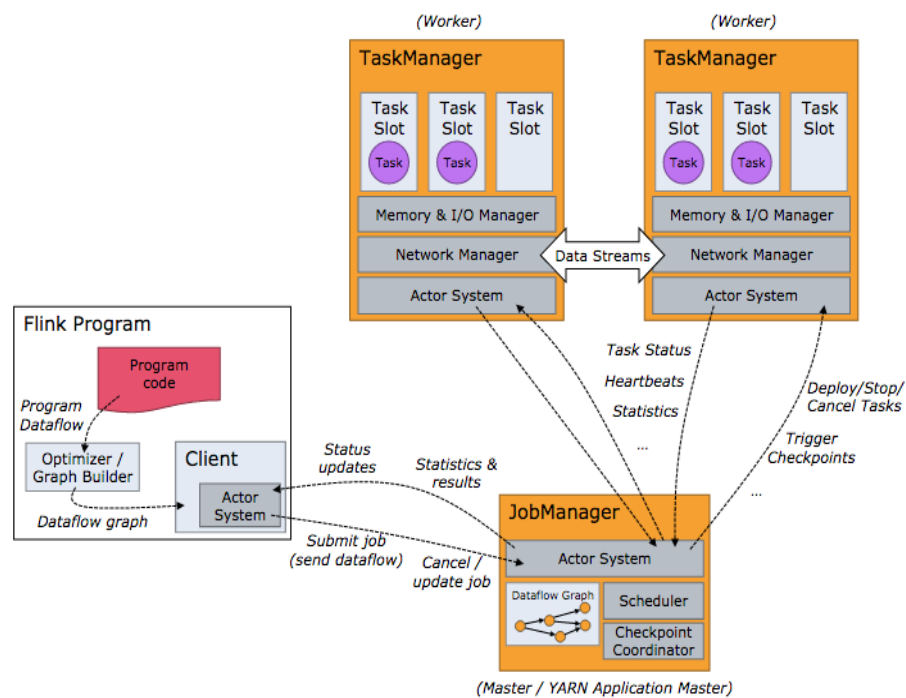 (Worker)
(Worker)
TaskManager
TaskManager
Task
Slot
Task
Slot
Task
Slot
Task
Slot
Task
Slot
Task
Slot
Task
Task
Task
Task
Memory & I/O Manager
Memory & I/O Manager
Network Manager
Data Streams
Network Manager
Actor System
Actor System
Flink Program
Program
code
Program
Dataflow
Optimizer /
Graph Builder
Dataflow graph
Client
Actor
System
Status
updates
Statistics &
results
Submit job
(send dataflow)
Cancel /
update job
Task Status
Heartbeats
Statistics
...
Deploy/Stop/
Cancel Tasks
Trigger
Checkpoints
...
JobManager
Actor System
Dataflow Graph
Scheduler
Checkpoint
Coordinator
(Master / YARN Application Master)